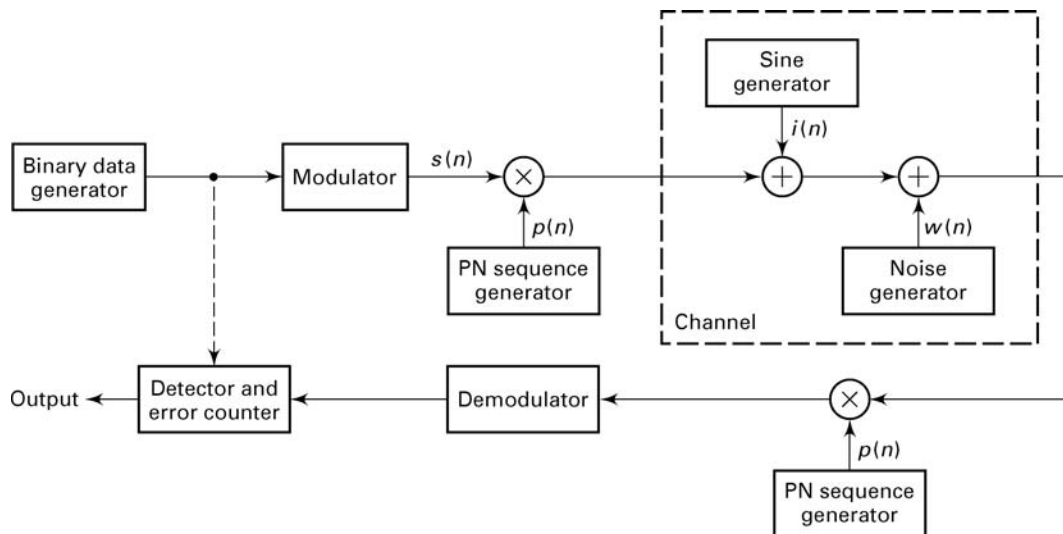 Sine
generator
i(n)
Binary data
generator
Modulator
s(n)
×
+
+
p(n)
w(n)
PN sequence
generator
Noise
generator
Channel
Output
Detector and
error counter
Demodulator
×
p(n)
PN sequence
generator